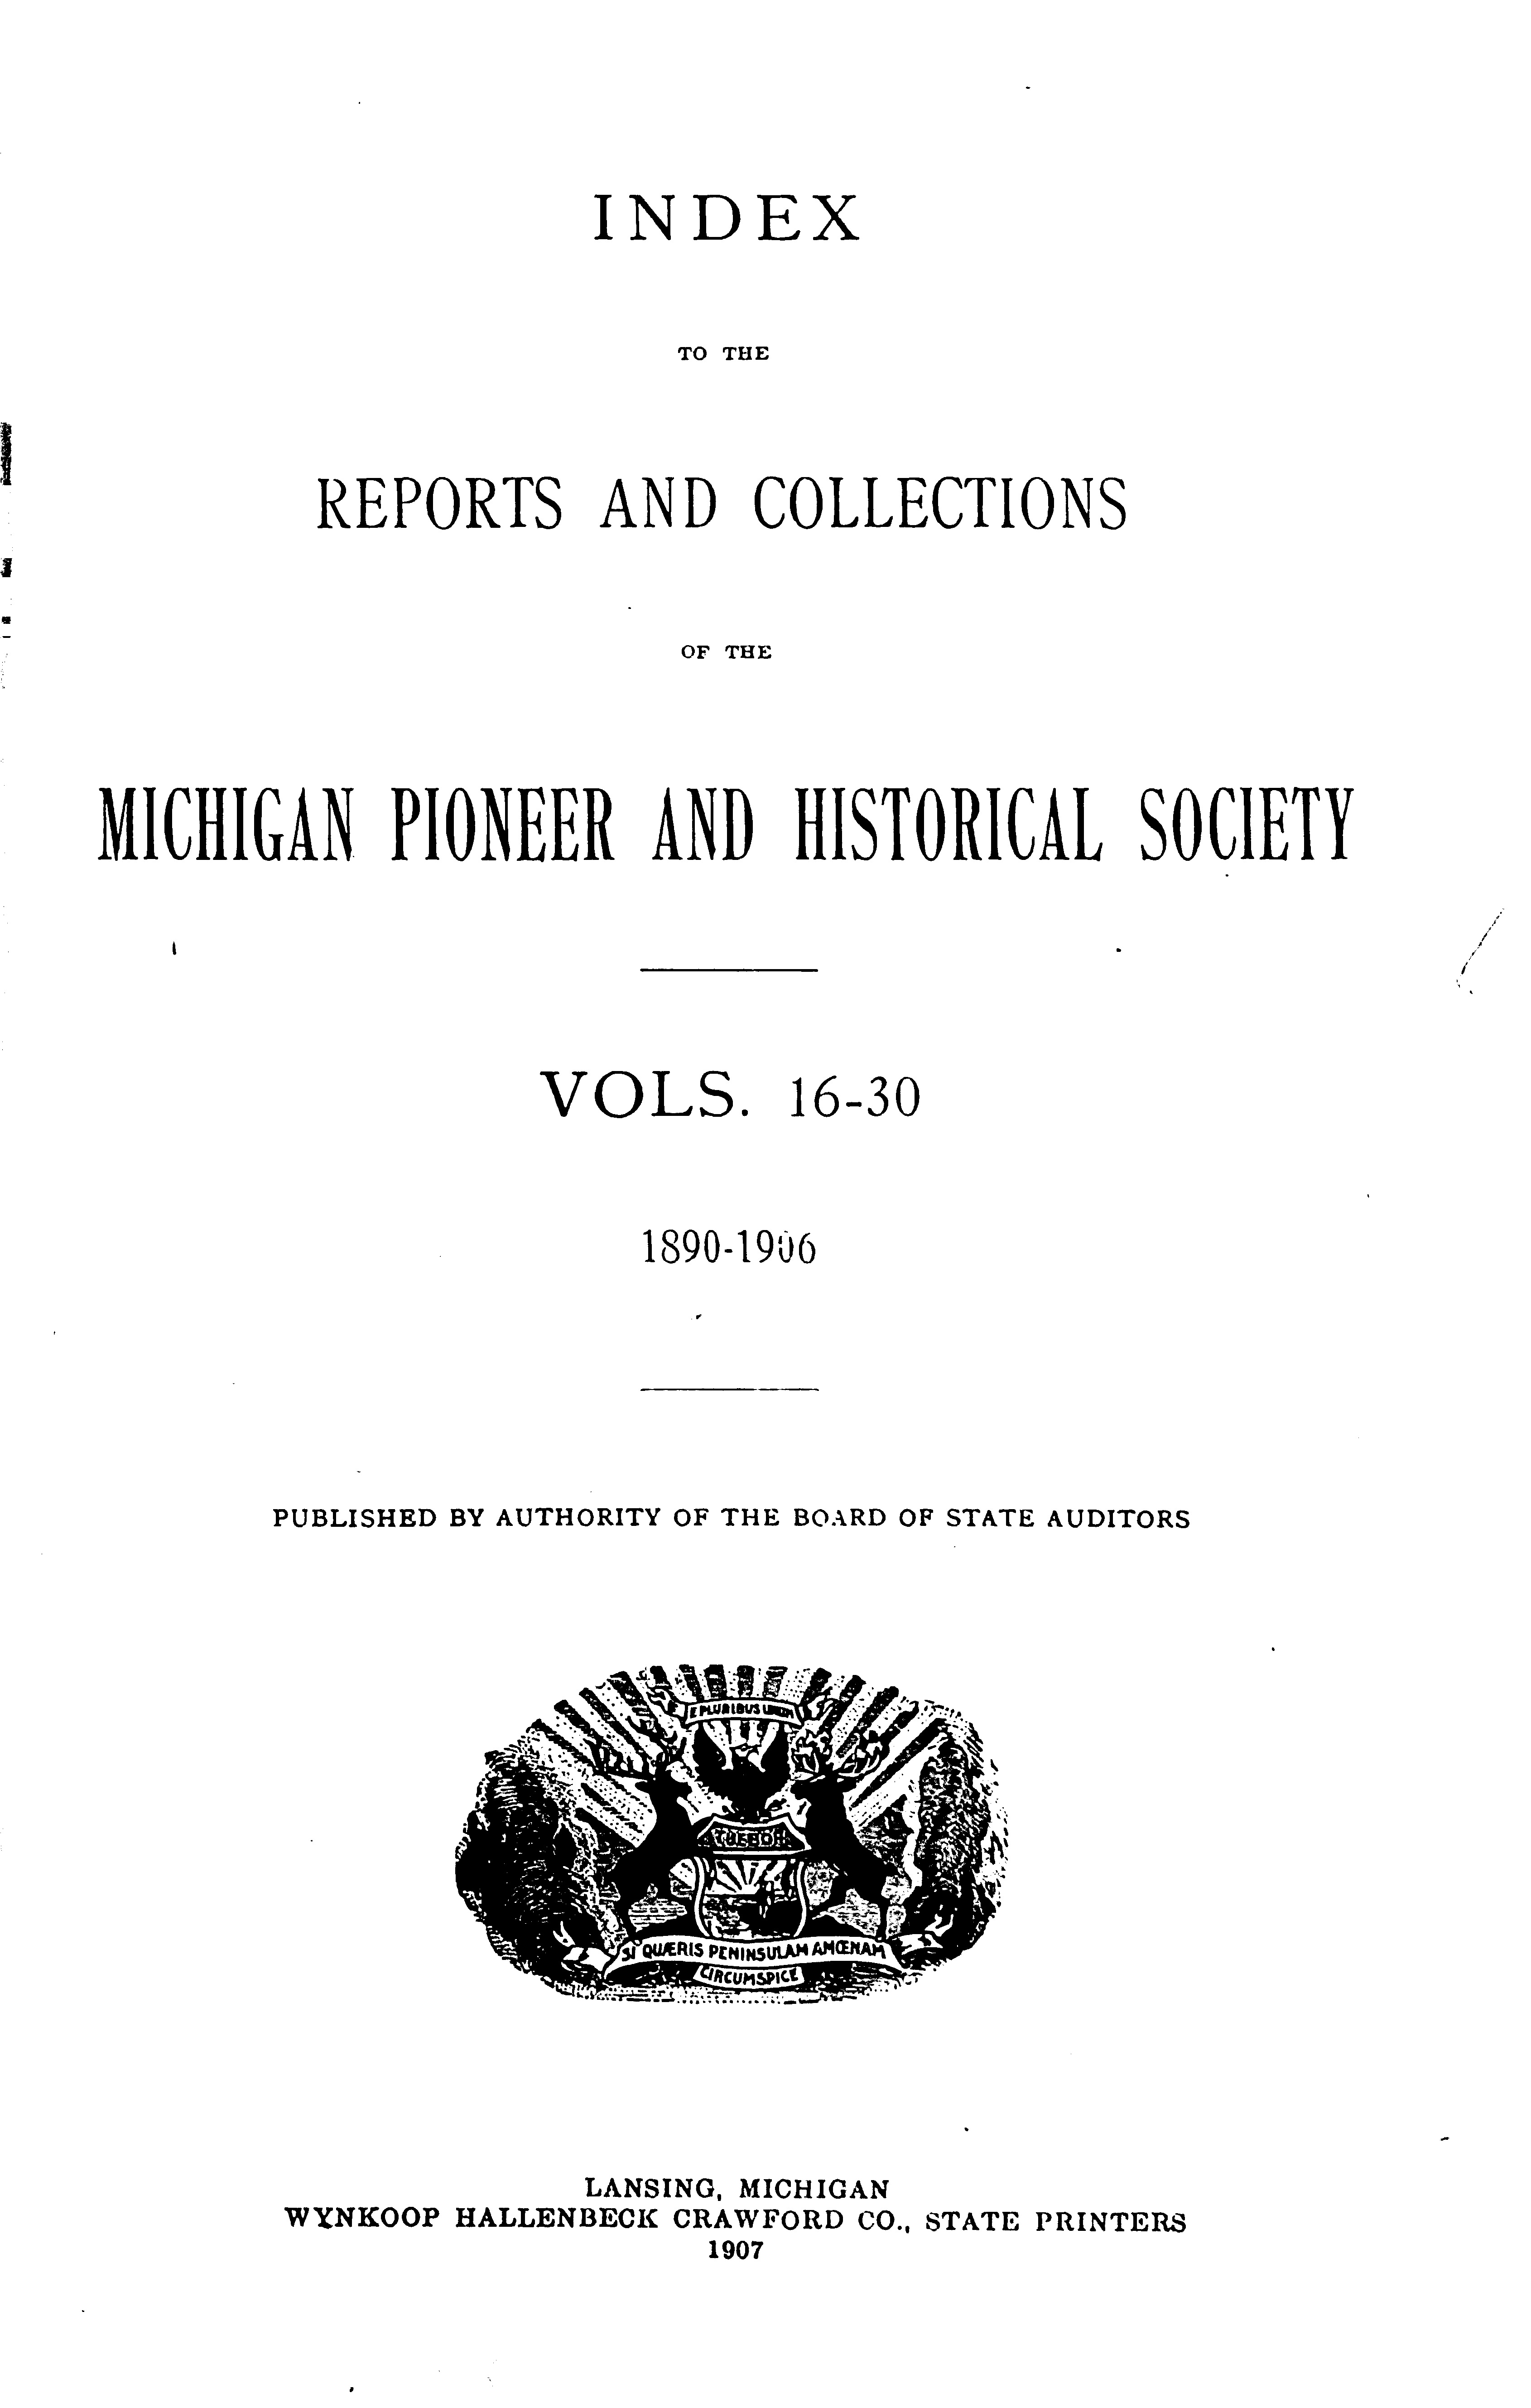 INDEX
TO THE
REPORTS AND COLLECTIONS
OF THE
MICHIGAN PIONEER AND HISTORICAL SOCIETY
VOLS. 16-30
1890-1906
PUBLISHED BY AUTHORITY OF THE BOARD OF STATE AUDITORS
E PLURIBUS UNUM
TUEBOR
SI QUÆRIS PENINSULAM AMŒNAM
CIRCUMSPICE
LANSING, MICHIGAN
WYNKOOP HALLENBECK CRAWFORD CO., STATE PRINTERS
1907